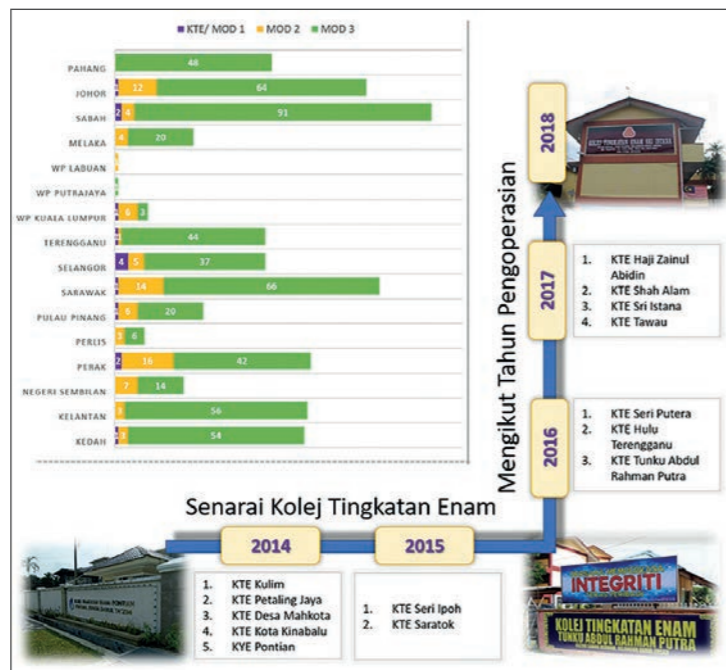 KTE/ MOD 1 MOD 2 MOD 3
PAHANG 48
JOHOR 12 64
SABAH 2 4 91
MELAKA 4 20
WP LABUAN
WP PUTRAJAYA
WP KUALA LUMPUR 6 3
TERENGGANU 44
SELANGOR 4 5 37
SARAWAK 14 66
PULAU PINANG 6 20
PERLIS 3 6
PERAK 2 16 42
NEGERI SEMBILAN 7 14
KELANTAN 3 56
KEDAH 3 54
Mengikut Tahun Pengoperasian
2018
2017
1. KTE Haji Zainul
Abidin
2. KTE Shah Alam
3. KTE Sri Istana
4. KTE Tawau
2016
1. KTE Seri Putera
2. KTE Hulu
Terengganu
3. KTE Tunku Abdul
Rahman Putra
Senarai Kolej Tingkatan Enam
2014
1. KTE Kulim
2. KTE Petaling Jaya
3. KTE Desa Mahkota
4. KTE Kota Kinabalu
5. KYE Pontian
2015
1. KTE Seri Ipoh
2. KTE Saratok
INTEGRITI
KOLEJ TINGKATAN ENAM
TUNKU ABDUL RAHMAN PUTRA